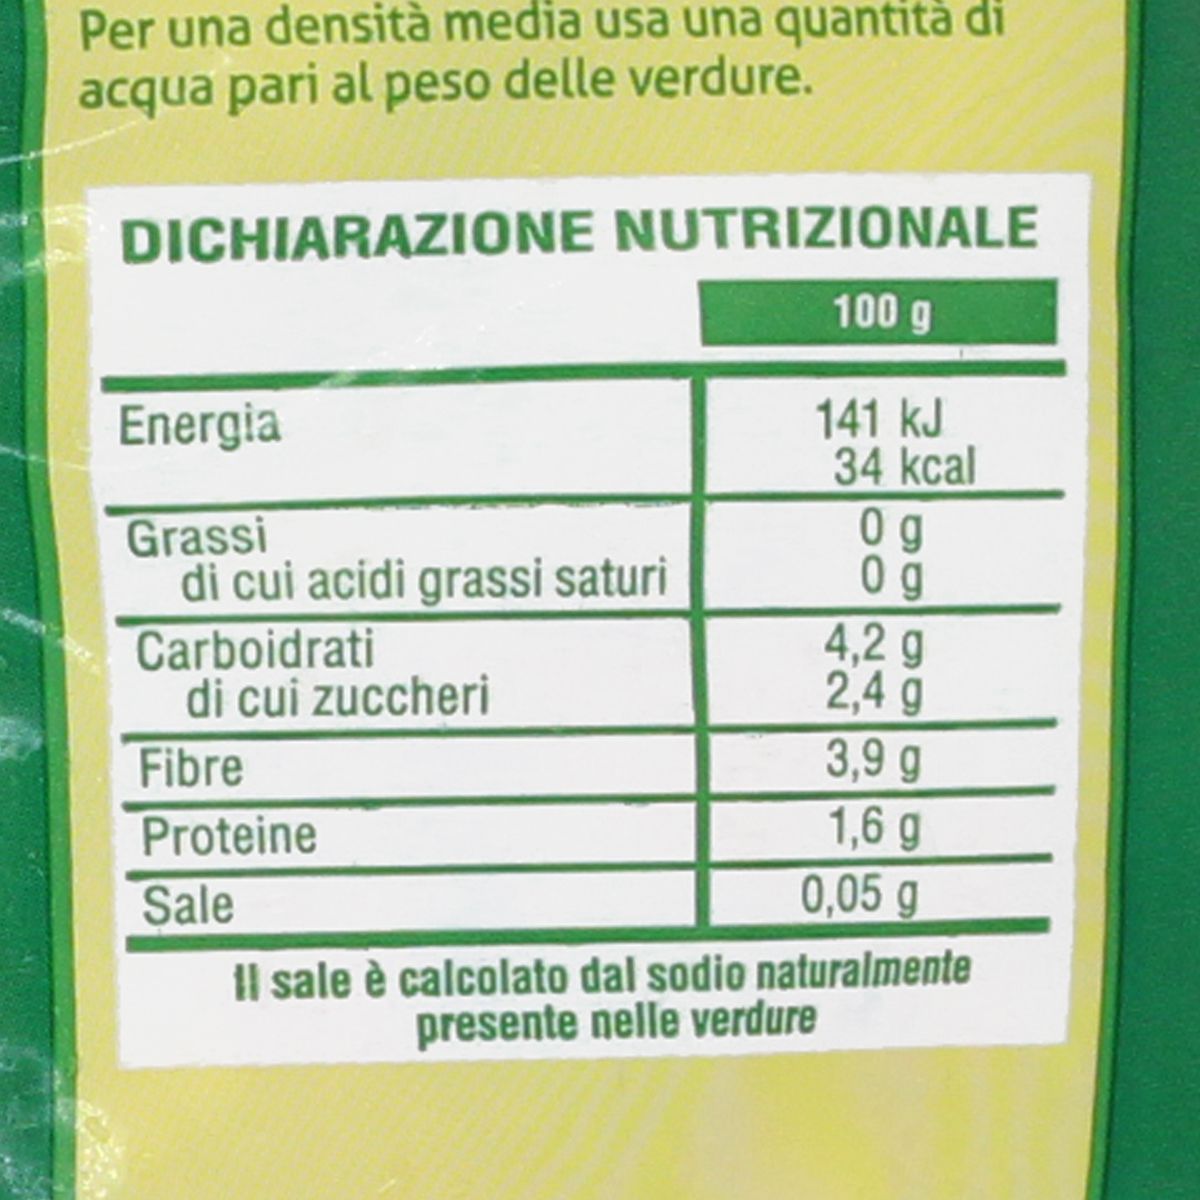 Per una densità media usa una quantità di
acqua pari al peso delle verdure.
DICHIARAZIONE NUTRIZIONALE
100 g
Energia 141 kJ
34 kcal
Grassi 0 g
di cui acidi grassi saturi 0 g
Carboidrati 4,2 g
di cui zuccheri 2,4 g
Fibre 3,9 g
Proteine 1,6 g
Sale 0,05 g
Il sale è calcolato dal sodio naturalmente
presente nelle verdure